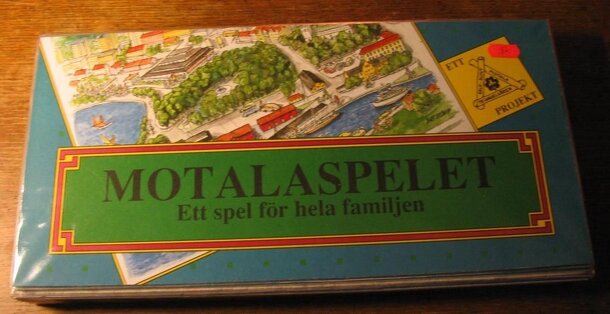 ETT
PROJEKT
MOTALASPELET
Ett spel för hela familjen